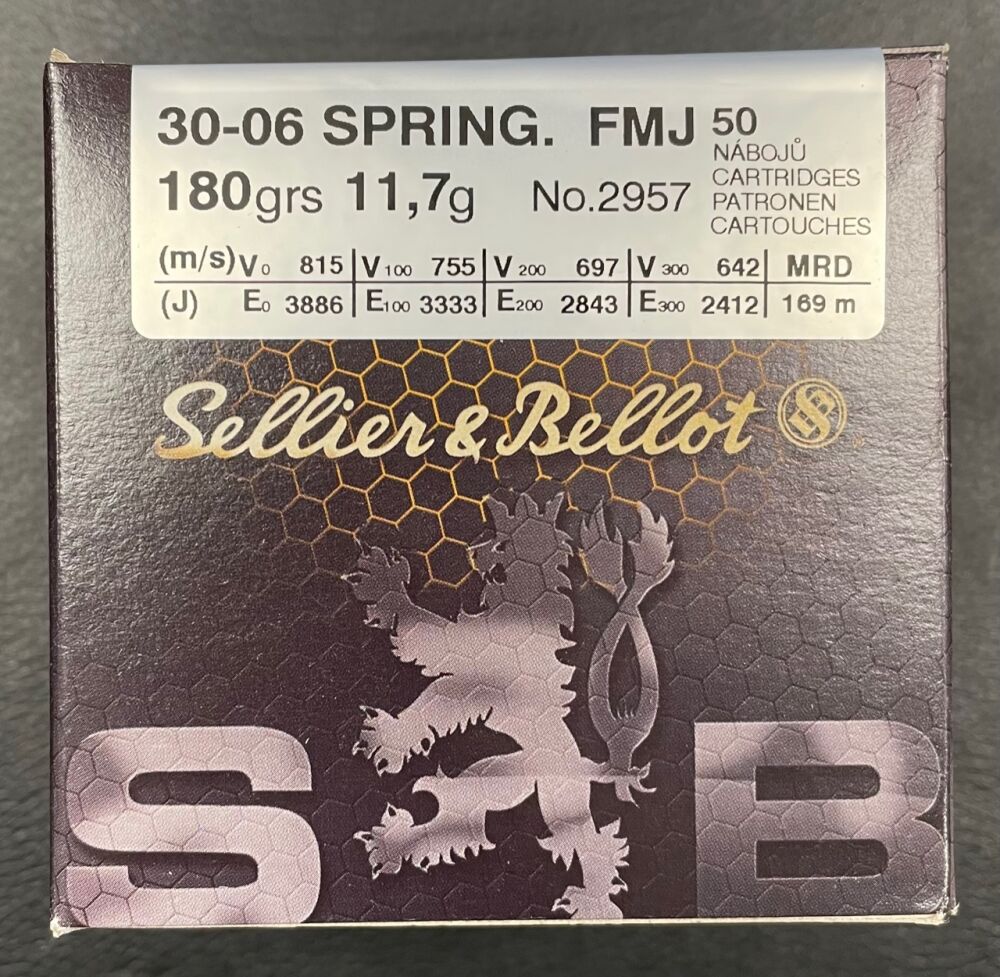 30-06 SPRING. FMJ 50
NÁBOJŮ
CARTRIDGES
180grs 11,7g No.2957 PATRONEN
CARTOUCHES
(m/s) V0 815 V100 755 V200 697 V300 642 MRD
(J) E0 3886 E100 3333 E200 2843 E300 2412 169 m
Sellier & Bellot
S B